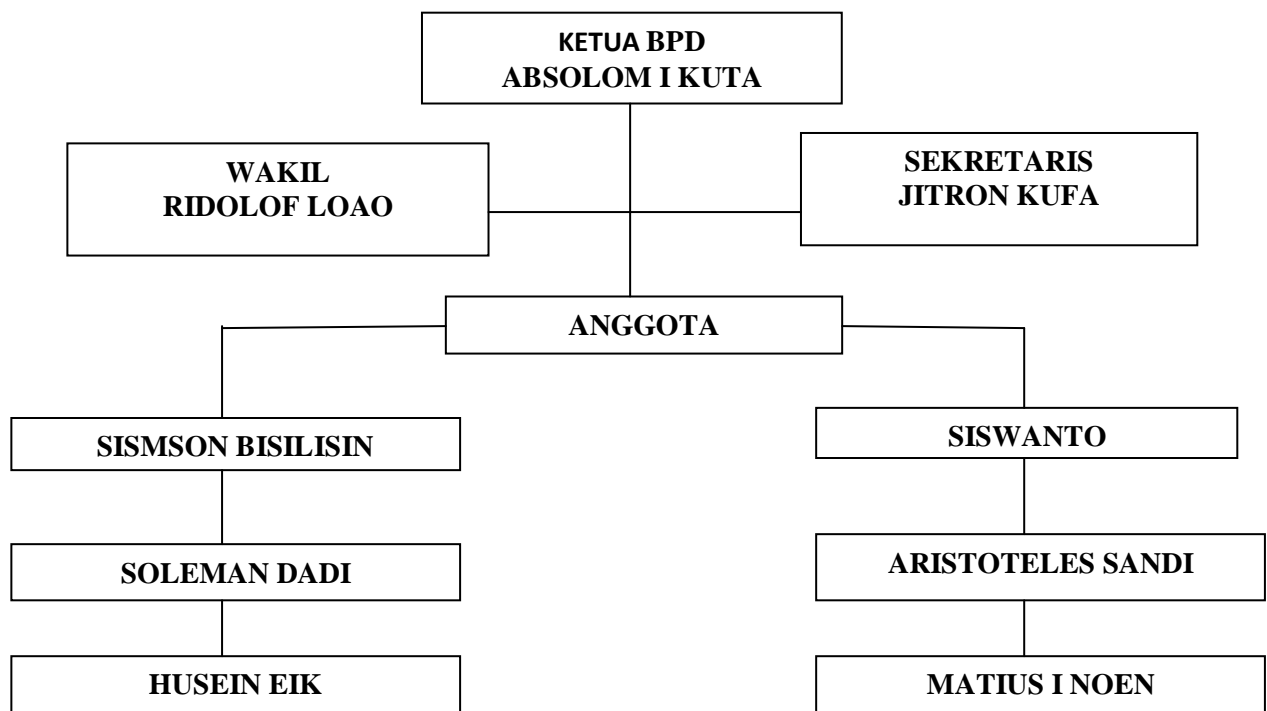 KETUA BPD
ABSOLOM I KUTA
WAKIL
RIDOLOF LOAO
SEKRETARIS
JITRON KUFA
ANGGOTA
SISMSON BISILISIN
SISWANTO
SOLEMAN DADI
ARISTOTELES SANDI
HUSEIN EIK
MATIUS I NOEN